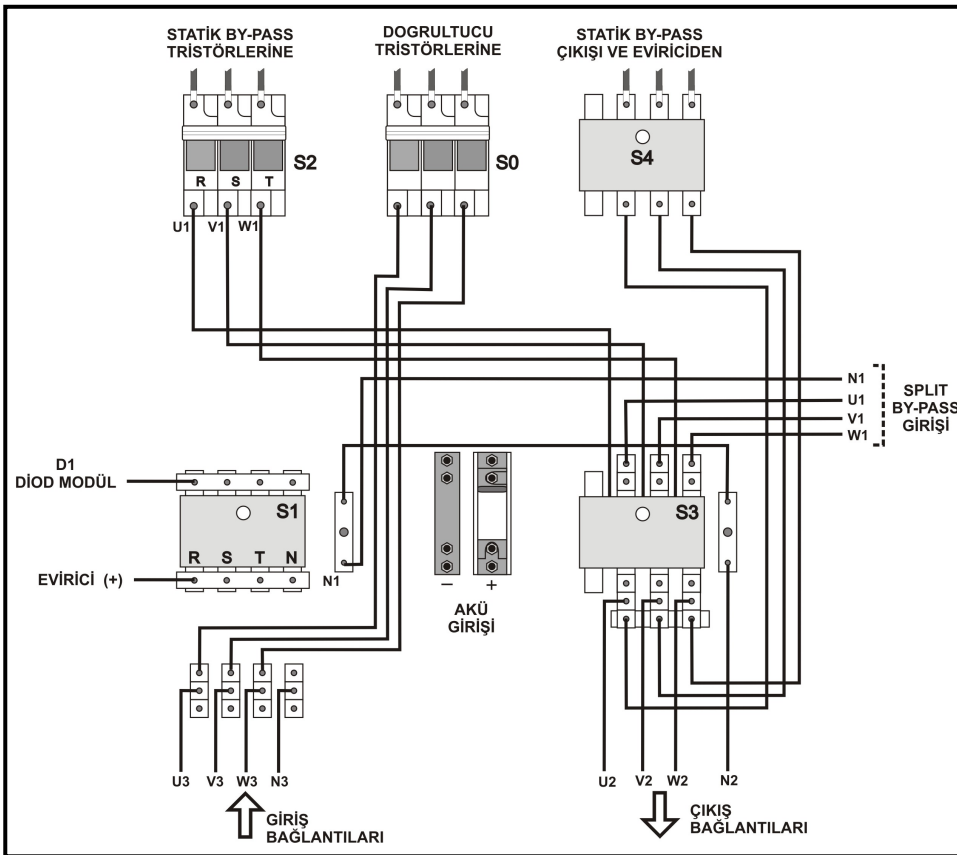 STATİK BY-PASS
TRİSTÖRLERİNE
DOGRULTUCU
TRİSTÖRLERİNE
STATİK BY-PASS
ÇIKIŞI VE EVİRİCİDEN
S2
R S T
S0
S4
U1 V1 W1
N1
U1
V1
W1
SPLIT
BY-PASS
GİRİŞİ
D1
DİOD MODÜL
S1
R S T N
EVİRİCİ (+)
N1
− +
AKÜ
GİRİŞİ
S3
U3 V3 W3 N3
GİRİŞ
BAĞLANTILARI
U2 V2 W2 N2
ÇIKIŞ
BAĞLANTILARI